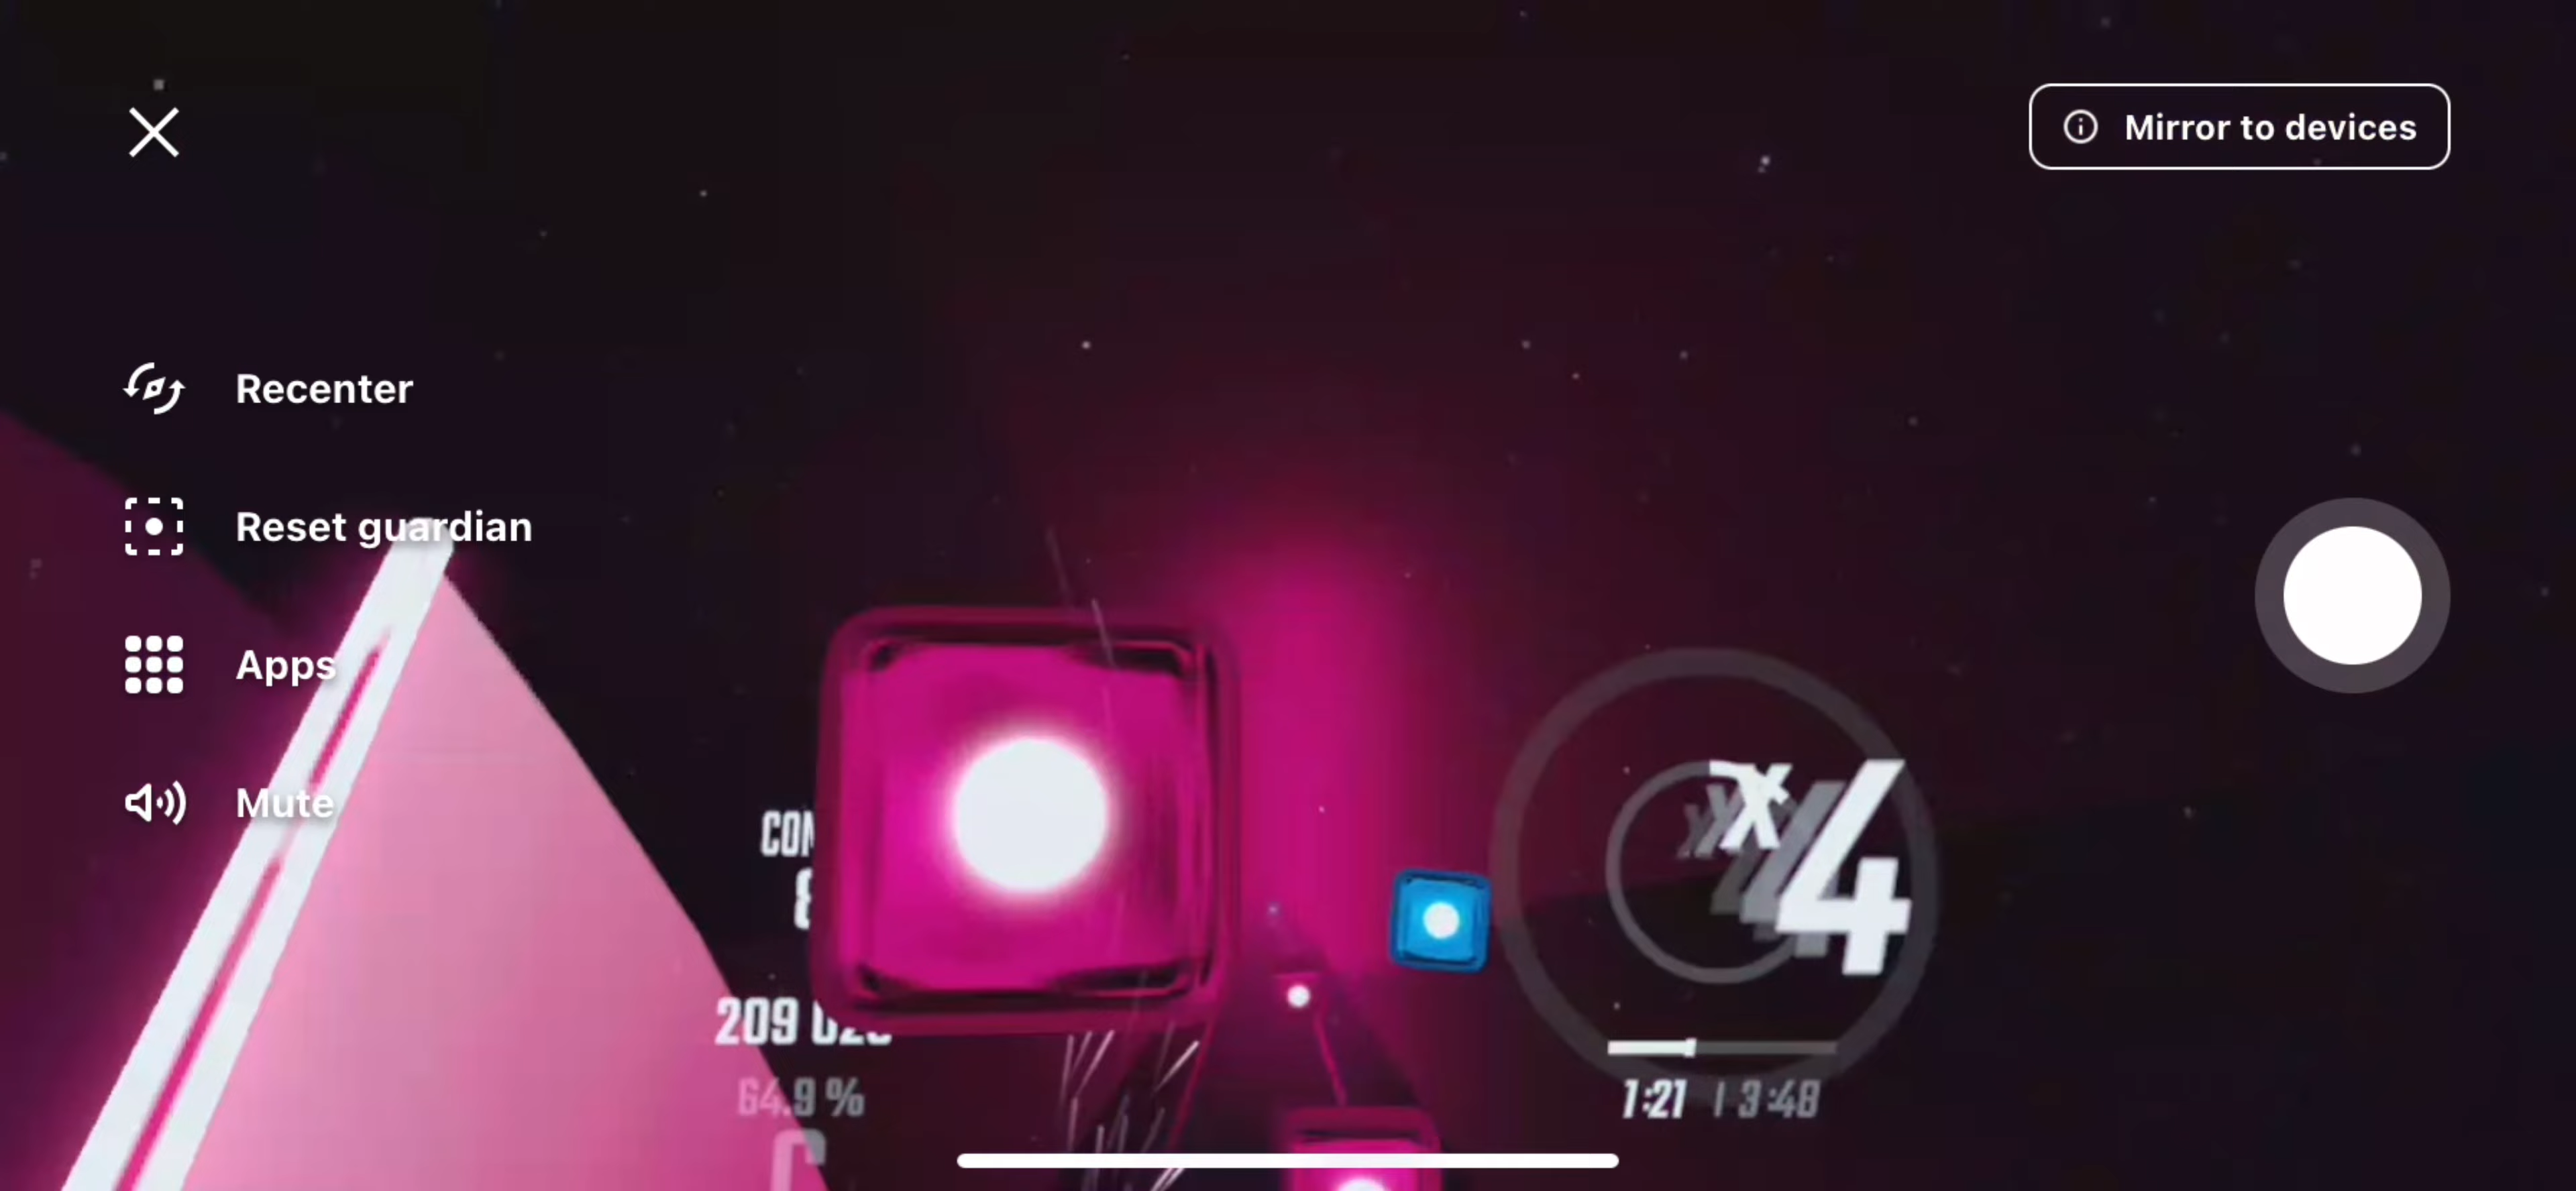 Mirror to devices
Recenter
Reset guardian
Apps
Mute
x4
209
64.9 %
1:21 | 3:48